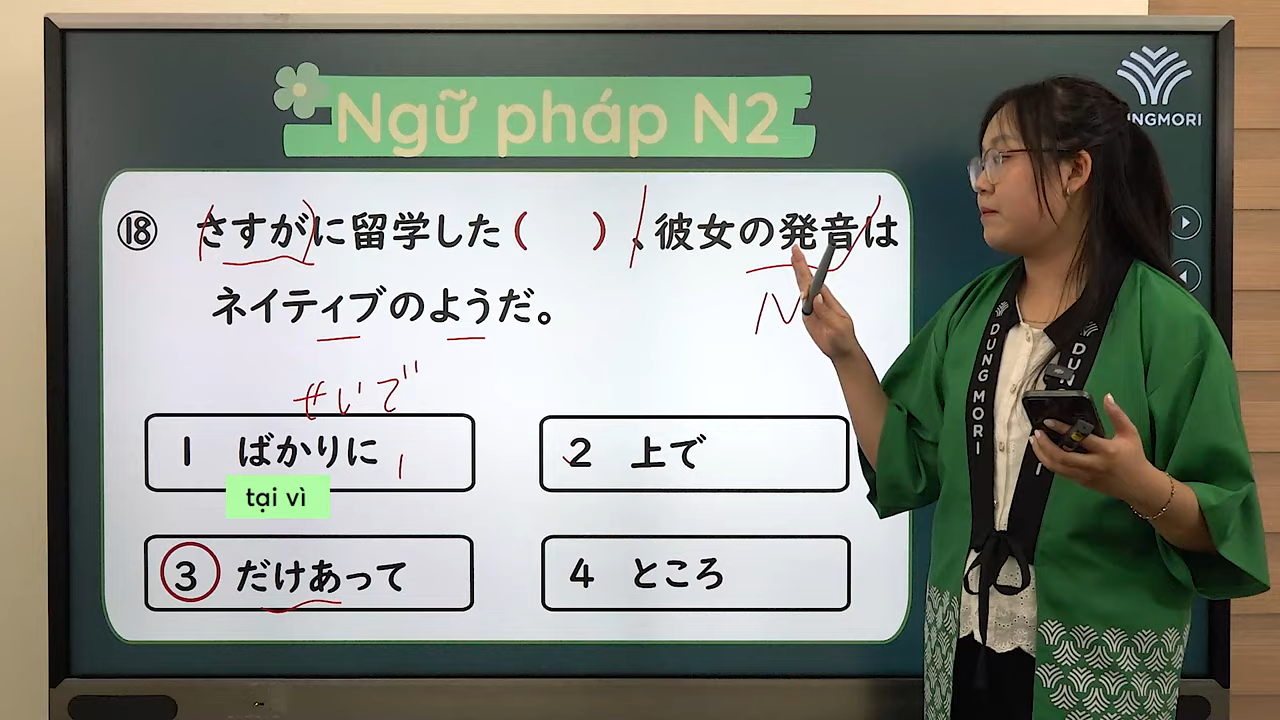 Ngữ pháp N2
⑱ さすがに留学した( )、彼女の発音は
ネイティブのようだ。
N
せいで
1 ばかりに
2 上で
tại vì
3 だけあって
4 ところ
UNGMORI
DUNG MORI
DUNG